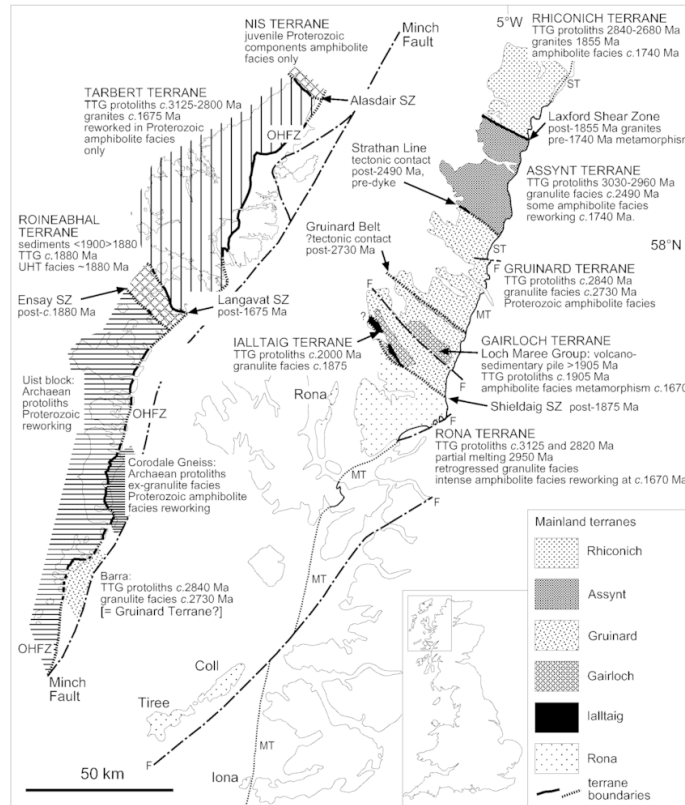 NIS TERRANE
juvenile Proterozoic
components amphibolite
facies only
Minch
Fault
5°W
RHICONICH TERRANE
TTG protoliths 2840-2680 Ma
granites 1855 Ma
amphibolite facies c.1740 Ma
TARBERT TERRANE
TTG protoliths c.3125-2800 Ma
granites c.1675 Ma
reworked in Proterozoic
amphibolite facies
only
Alasdair SZ
OHFZ
ST
Laxford Shear Zone
post-1855 Ma granites
pre-1740 Ma metamorphism
Strathan Line
tectonic contact
post-2490 Ma,
pre-dyke
ASSYNT TERRANE
TTG protoliths 3030-2960 Ma
granulite facies c.2490 Ma
some amphibolite facies
reworking c.1740 Ma.
ROINEABHAL
TERRANE
sediments <1900>1880
TTG c.1880 Ma
UHT facies ~1880 Ma
Gruinard Belt
?tectonic contact
post-2730 Ma
ST
58°N
F
GRUINARD TERRANE
TTG protoliths c.2840 Ma
granulite facies c.2730 Ma
Proterozoic amphibolite facies
Ensay SZ
post-c.1880 Ma
Langavat SZ
post-1675 Ma
F
MT
?
IALLTAIG TERRANE
TTG protoliths c.2000 Ma
granulite facies c.1875
GAIRLOCH TERRANE
Loch Maree Group: volcano-
sedimentary pile >1905 Ma
TTG protoliths c.1905 Ma
amphibolite facies metamorphism c.1670
F
Shieldaig SZ post-1875 Ma
Uist block:
Archaean
protoliths
Proterozoic
reworking
OHFZ
Rona
F
RONA TERRANE
TTG protoliths c.3125 and 2820 Ma
partial melting 2950 Ma
retrogressed granulite facies
intense amphibolite facies reworking at c.1670 Ma
Corodale Gneiss:
Archaean protoliths
ex-granulite facies
Proterozoic amphibolite
facies reworking
MT
F
Barra:
TTG protoliths c.2840 Ma
granulite facies c.2730 Ma
[= Gruinard Terrane?]
MT
OHFZ
Minch
Fault
Coll
Tiree
F
MT
Iona
50 km
Mainland terranes
Rhiconich
Assynt
Gruinard
Gairloch
Ialltaig
Rona
terrane
boundaries